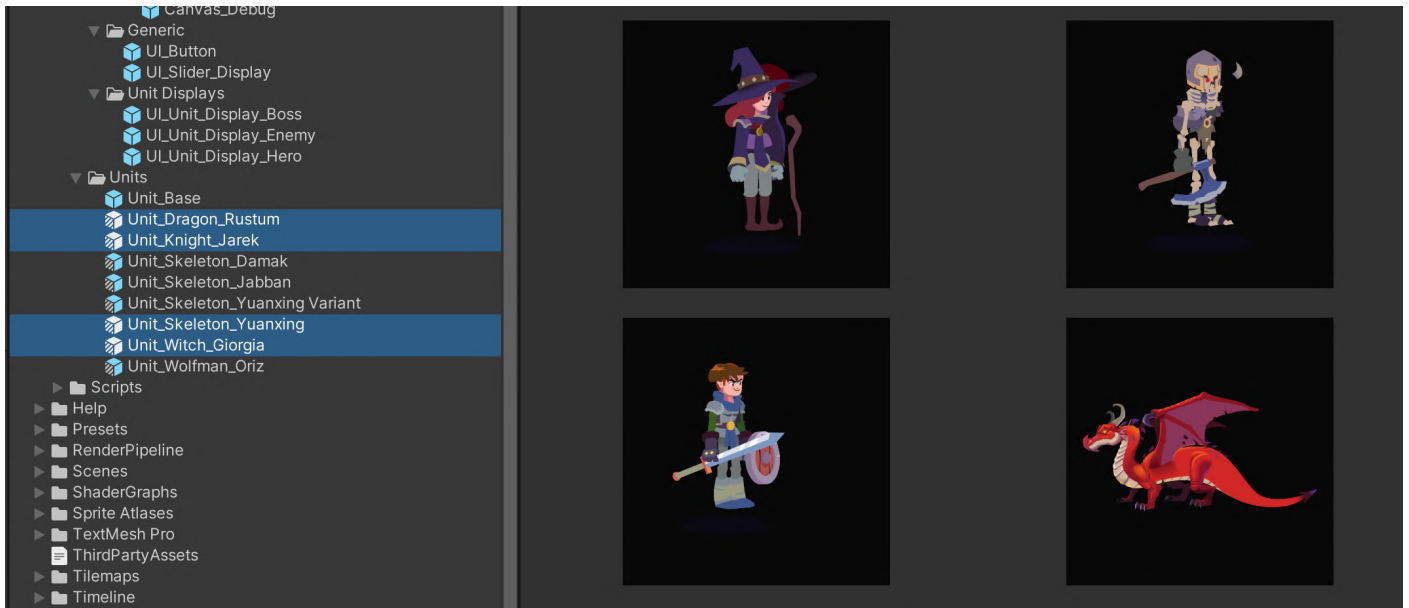 Canvas_Debug
Generic
UI_Button
UI_Slider_Display
Unit Displays
UI_Unit_Display_Boss
UI_Unit_Display_Enemy
UI_Unit_Display_Hero
Units
Unit_Base
Unit_Dragon_Rustum
Unit_Knight_Jarek
Unit_Skeleton_Damak
Unit_Skeleton_Jabban
Unit_Skeleton_Yuanxing Variant
Unit_Skeleton_Yuanxing
Unit_Witch_Giorgia
Unit_Wolfman_Oriz
Scripts
Help
Presets
RenderPipeline
Scenes
ShaderGraphs
Sprite Atlases
TextMesh Pro
ThirdPartyAssets
Tilemaps
Timeline